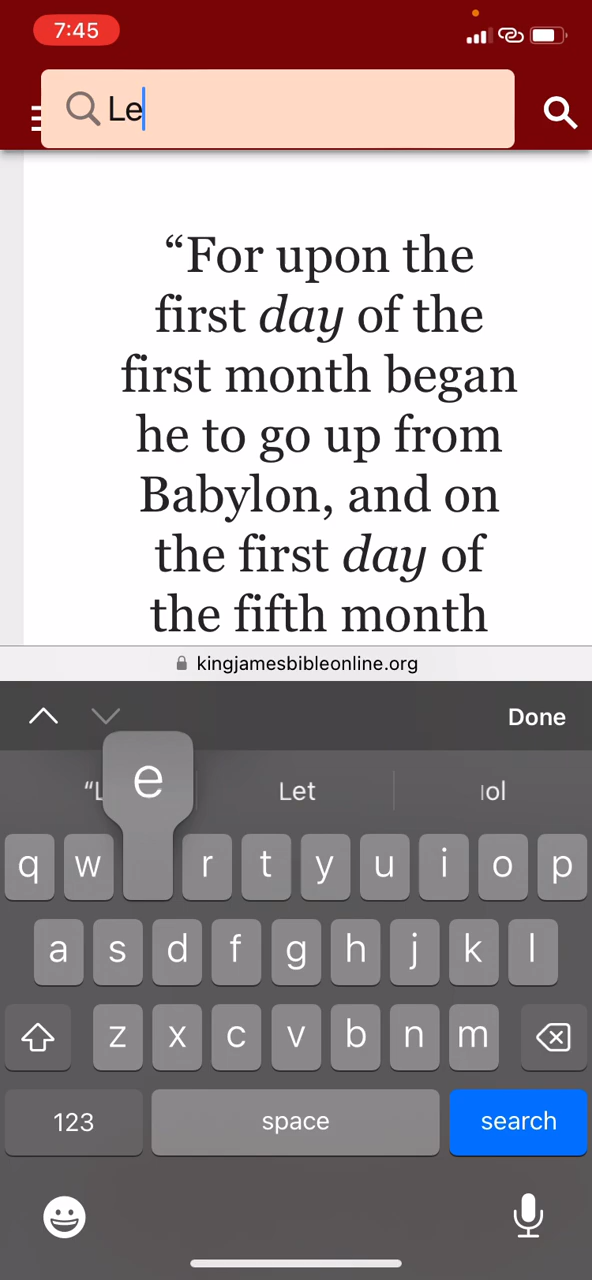 7:45
Le
“For upon the
first day of the
first month began
he to go up from
Babylon, and on
the first day of
the fifth month
kingjamesbibleonline.org
Done
e
Let
q w r t y u i o p
a s d f g h j k l
z x c v b n m
123 space search